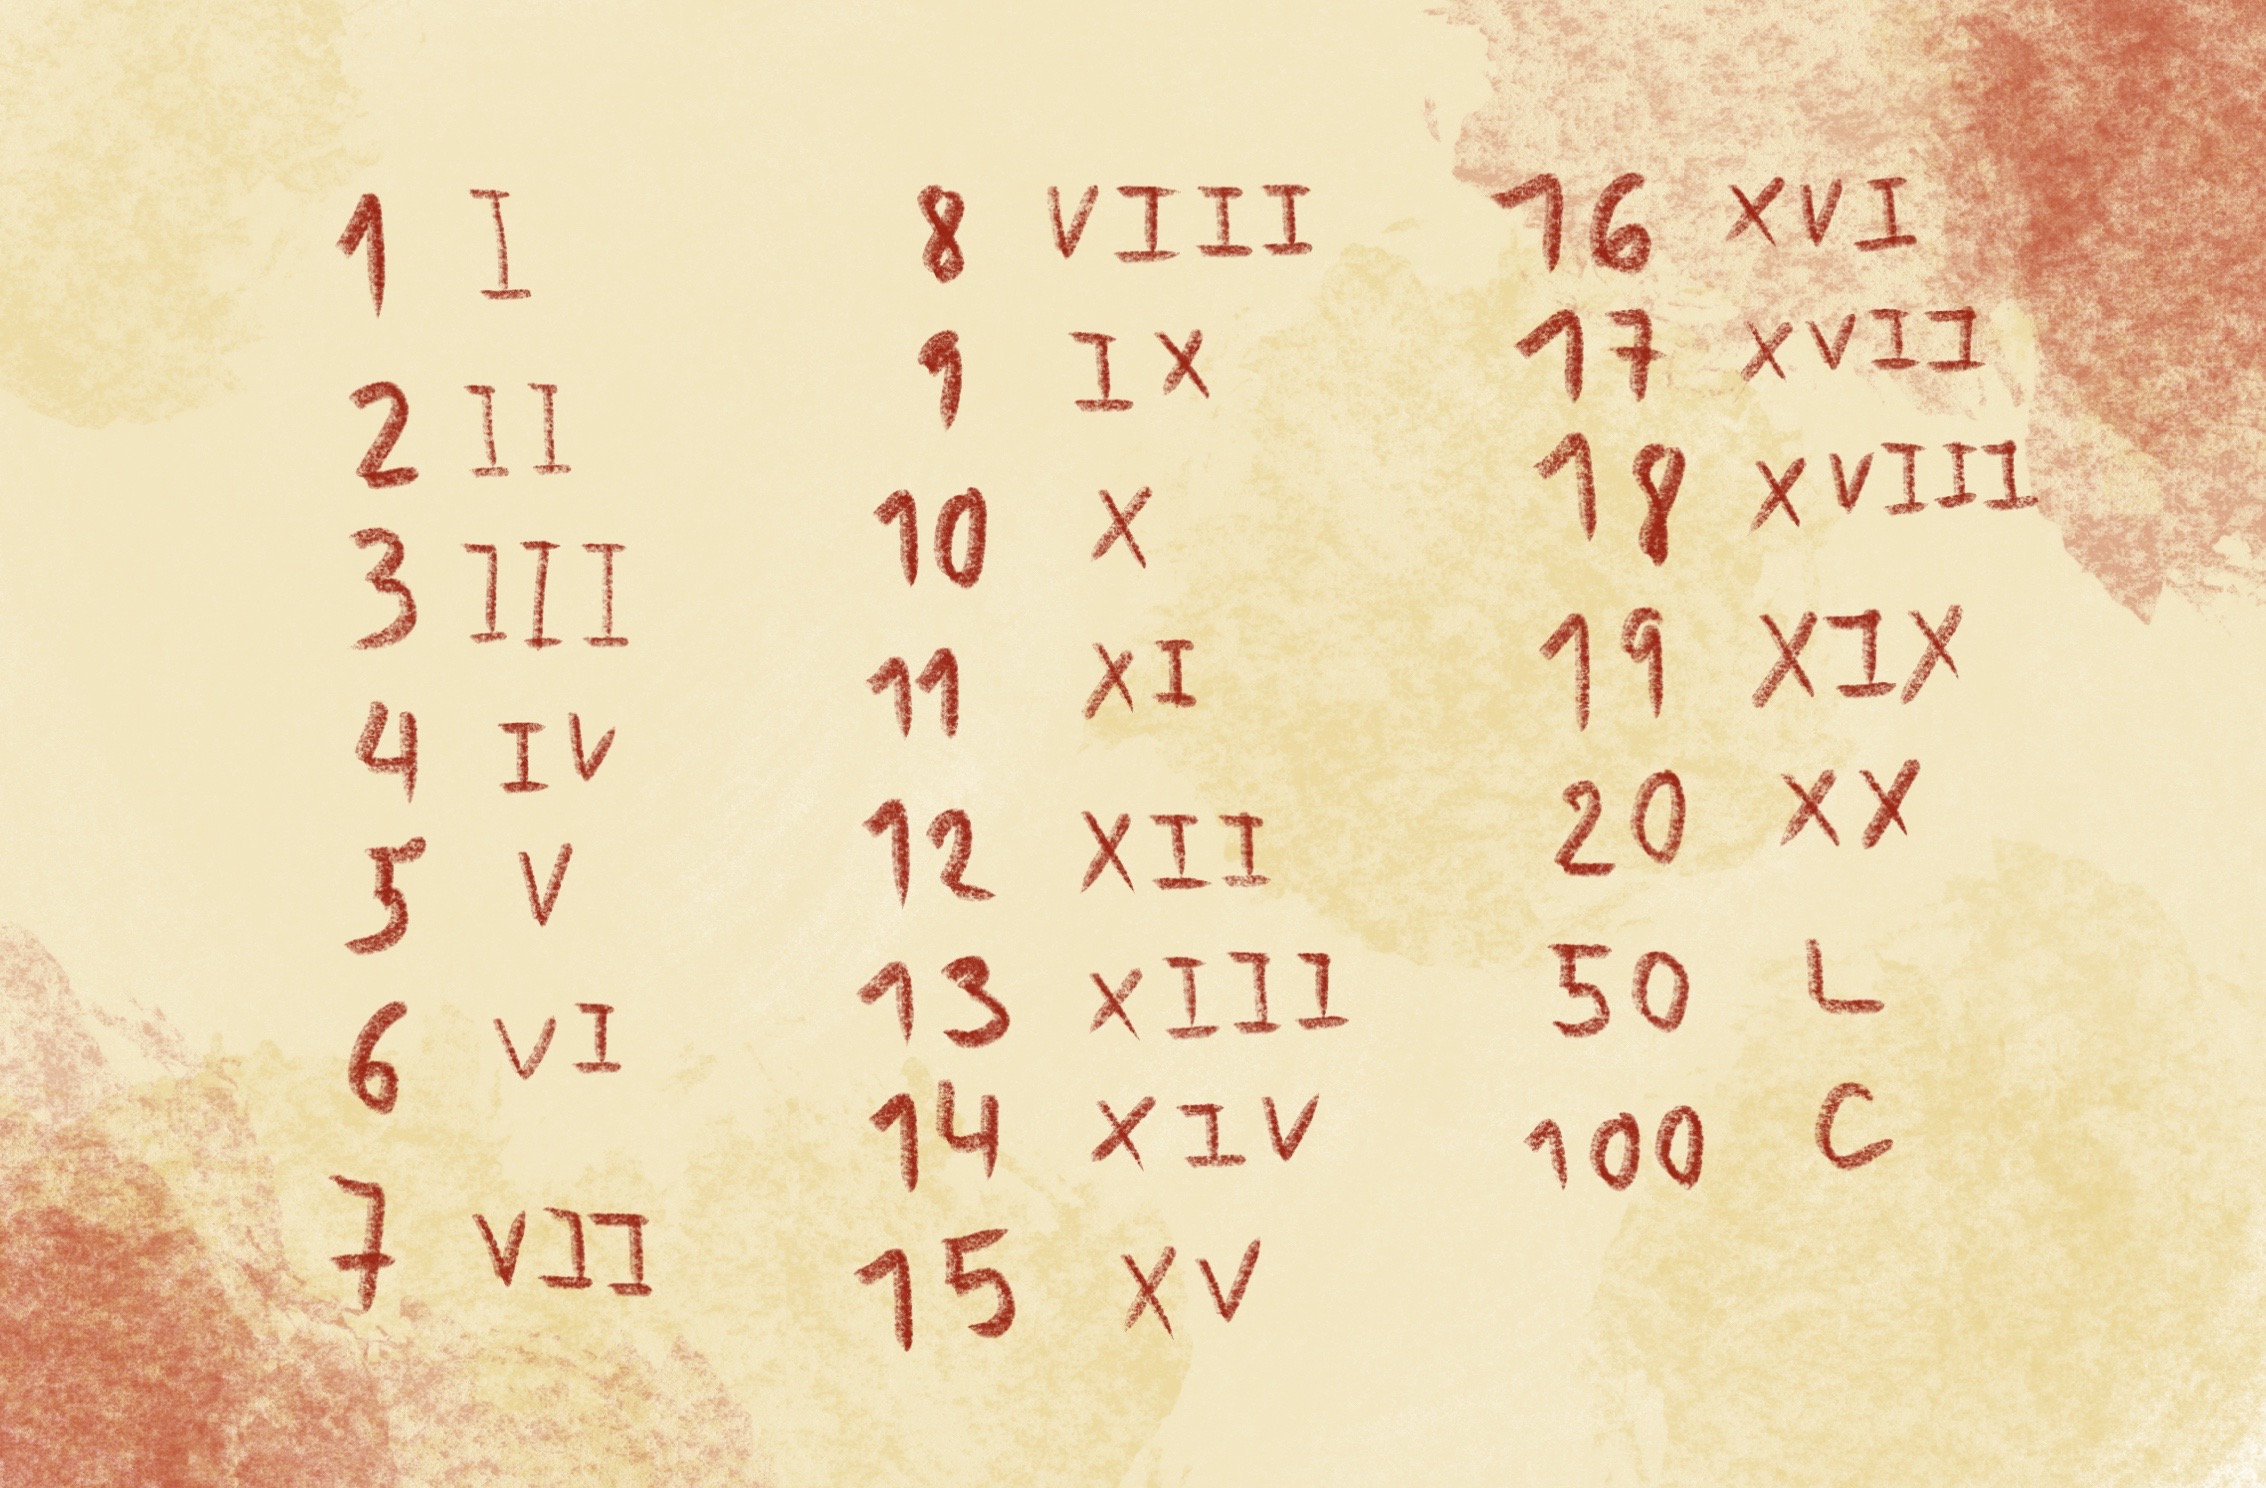 1 I
2 II
3 III
4 IV
5 V
6 VI
7 VII
8 VIII
9 IX
10 X
11 XI
12 XII
13 XIII
14 XIV
15 XV
16 XVI
17 XVII
18 XVIII
19 XIX
20 XX
50 L
100 C